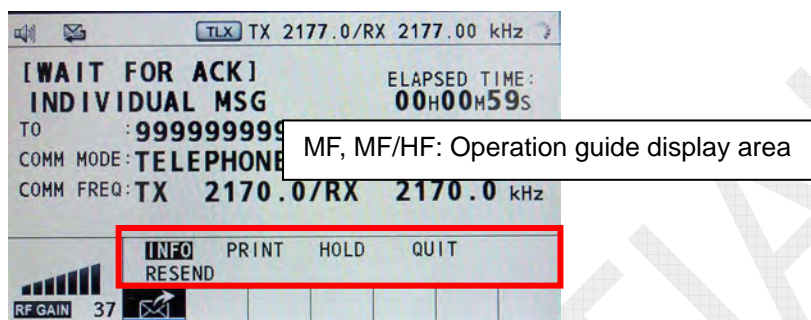 TLX TX 2177.0/RX 2177.00 kHz
[WAIT FOR ACK]
INDIVIDUAL MSG
ELAPSED TIME:
00H00M59S
TO :999999999
COMM MODE:TELEPHONE
MF, MF/HF: Operation guide display area
COMM FREQ:TX 2170.0/RX 2170.0 kHz
INFO PRINT HOLD QUIT
RESEND
RF GAIN 37